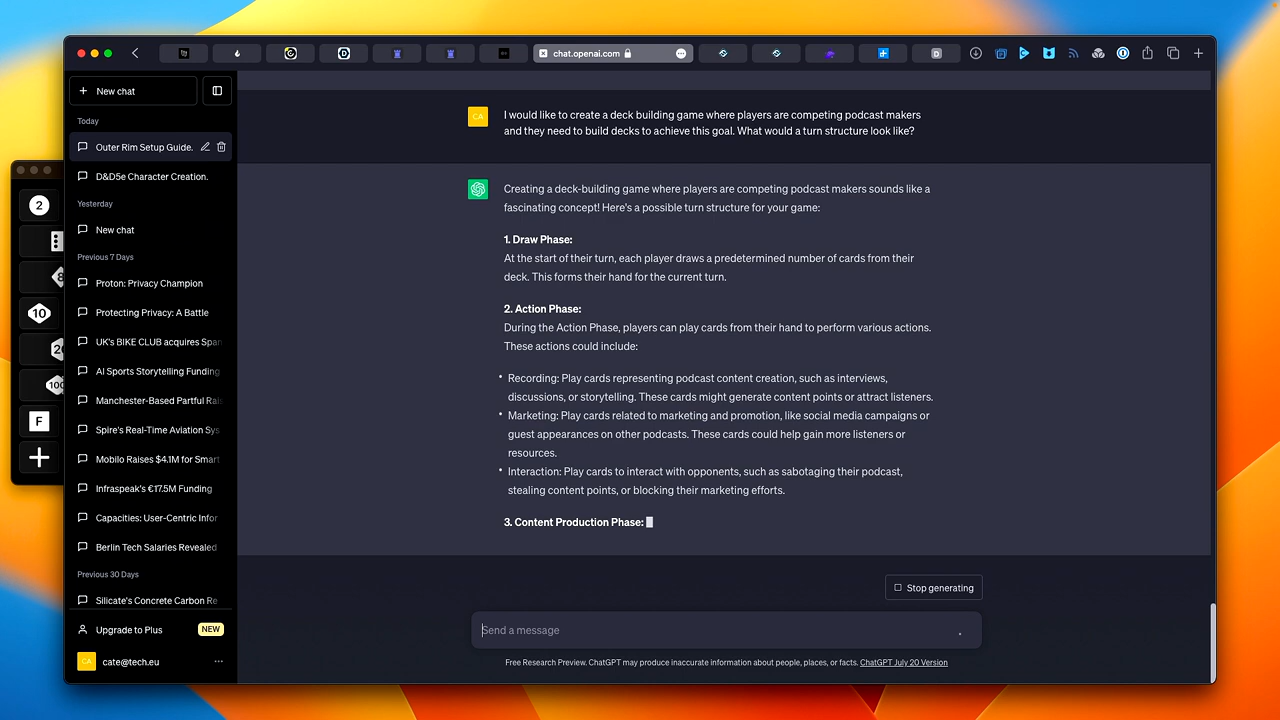 chat.openai.com
New chat
Today
Outer Rim Setup Guide.
D&D5e Character Creation.
Yesterday
New chat
Previous 7 Days
Proton: Privacy Champion
Protecting Privacy: A Battle
UK's BIKE CLUB acquires Spar
AI Sports Storytelling Funding
Manchester-Based Partful Rai
Spire's Real-Time Aviation Sys
Mobilo Raises $4.1M for Smart
Infraspeak's €17.5M Funding
Capacities: User-Centric Infor
Berlin Tech Salaries Revealed
Previous 30 Days
Silicate's Concrete Carbon Re
Upgrade to Plus NEW
CA cate@tech.eu
2
8
10
20
100
F
CA
I would like to create a deck building game where players are competing podcast makers
and they need to build decks to achieve this goal. What would a turn structure look like?
Creating a deck-building game where players are competing podcast makers sounds like a
fascinating concept! Here's a possible turn structure for your game:
1. Draw Phase:
At the start of their turn, each player draws a predetermined number of cards from their
deck. This forms their hand for the current turn.
2. Action Phase:
During the Action Phase, players can play cards from their hand to perform various actions.
These actions could include:
• Recording: Play cards representing podcast content creation, such as interviews,
discussions, or storytelling. These cards might generate content points or attract listeners.
• Marketing: Play cards related to marketing and promotion, like social media campaigns or
guest appearances on other podcasts. These cards could help gain more listeners or
resources.
• Interaction: Play cards to interact with opponents, such as sabotaging their podcast,
stealing content points, or blocking their marketing efforts.
3. Content Production Phase:
Stop generating
Send a message
Free Research Preview. ChatGPT may produce inaccurate information about people, places, or facts. ChatGPT July 20 Version